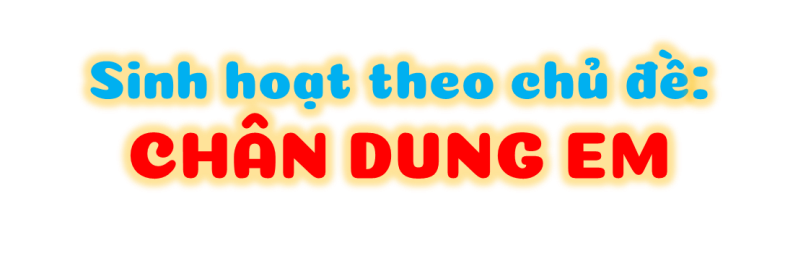 Sinh hoạt theo chủ đề:
CHÂN DUNG EM